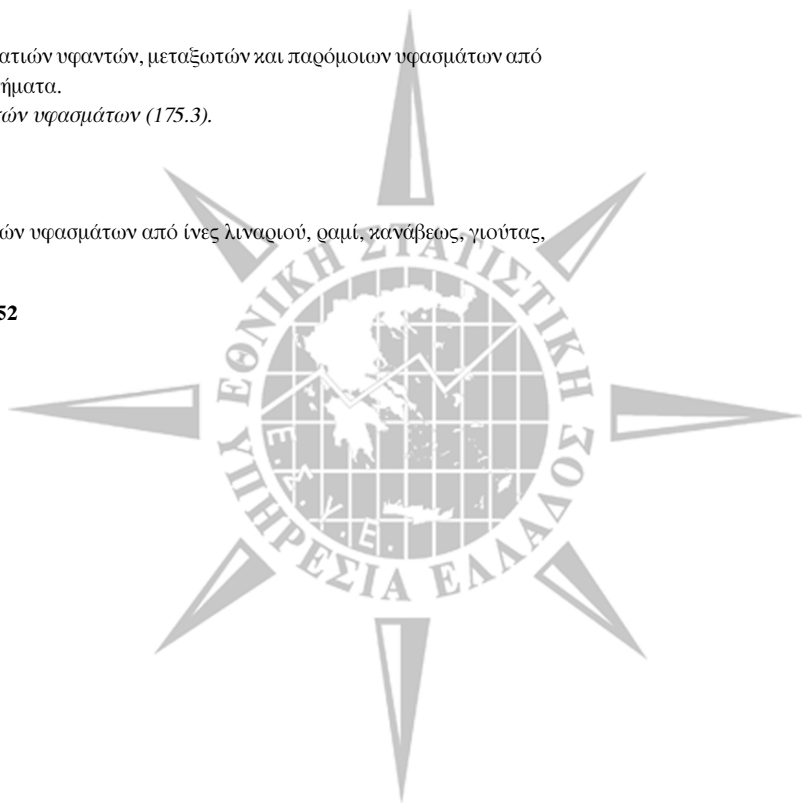 ατιών υφαντών, μεταξωτών και παρόμοιων υφασμάτων από
ήματα.
τών υφασμάτων (175.3).
ών υφασμάτων από ίνες λιναριού, ραμί, κανάβεως, γιούτας,
52
ΕΘΝΙΚΗ ΣΤΑΤΙΣΤΙΚΗ
ΥΠΗΡΕΣΙΑ ΕΛΛΑΔΟΣ
Ε.Σ.Υ.Ε.